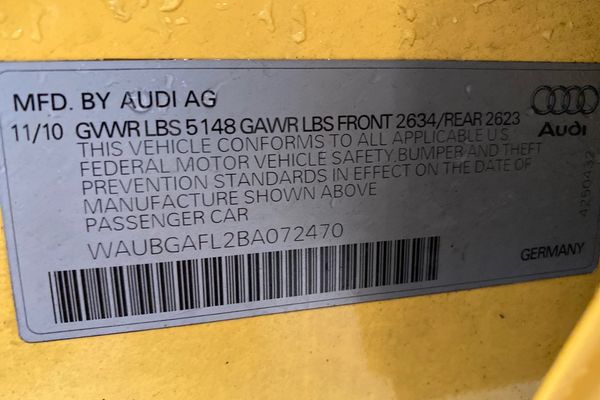 MFD. BY AUDI AG
11/10 GVWR LBS 5148 GAWR LBS FRONT 2634/REAR 2623
THIS VEHICLE CONFORMS TO ALL APPLICABLE U S
FEDERAL MOTOR VEHICLE SAFETY, BUMPER AND THEFT
PREVENTION STANDARDS IN EFFECT ON THE DATE OF
MANUFACTURE SHOWN ABOVE
PASSENGER CAR
WAUBGAFL2BA072470
Audi
4250442
GERMANY